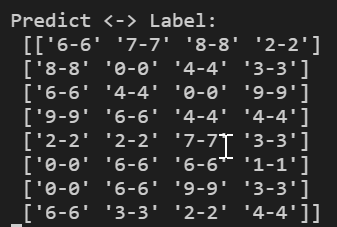 Predict <-> Label:
[['6-6' '7-7' '8-8' '2-2']
['8-8' '0-0' '4-4' '3-3']
['6-6' '4-4' '0-0' '9-9']
['9-9' '6-6' '4-4' '4-4']
['2-2' '2-2' '7-7' '3-3']
['0-0' '6-6' '6-6' '1-1']
['0-0' '6-6' '9-9' '3-3']
['6-6' '3-3' '2-2' '4-4']]